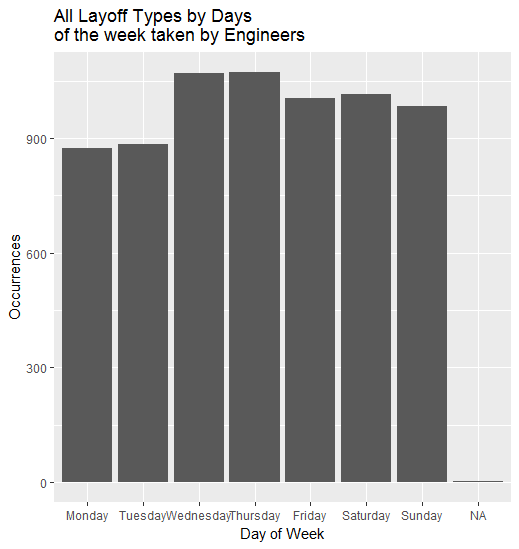 All Layoff Types by Days
of the week taken by Engineers
Occurrences
900
600
300
0
Monday Tuesday Wednesday Thursday Friday Saturday Sunday NA
Day of Week